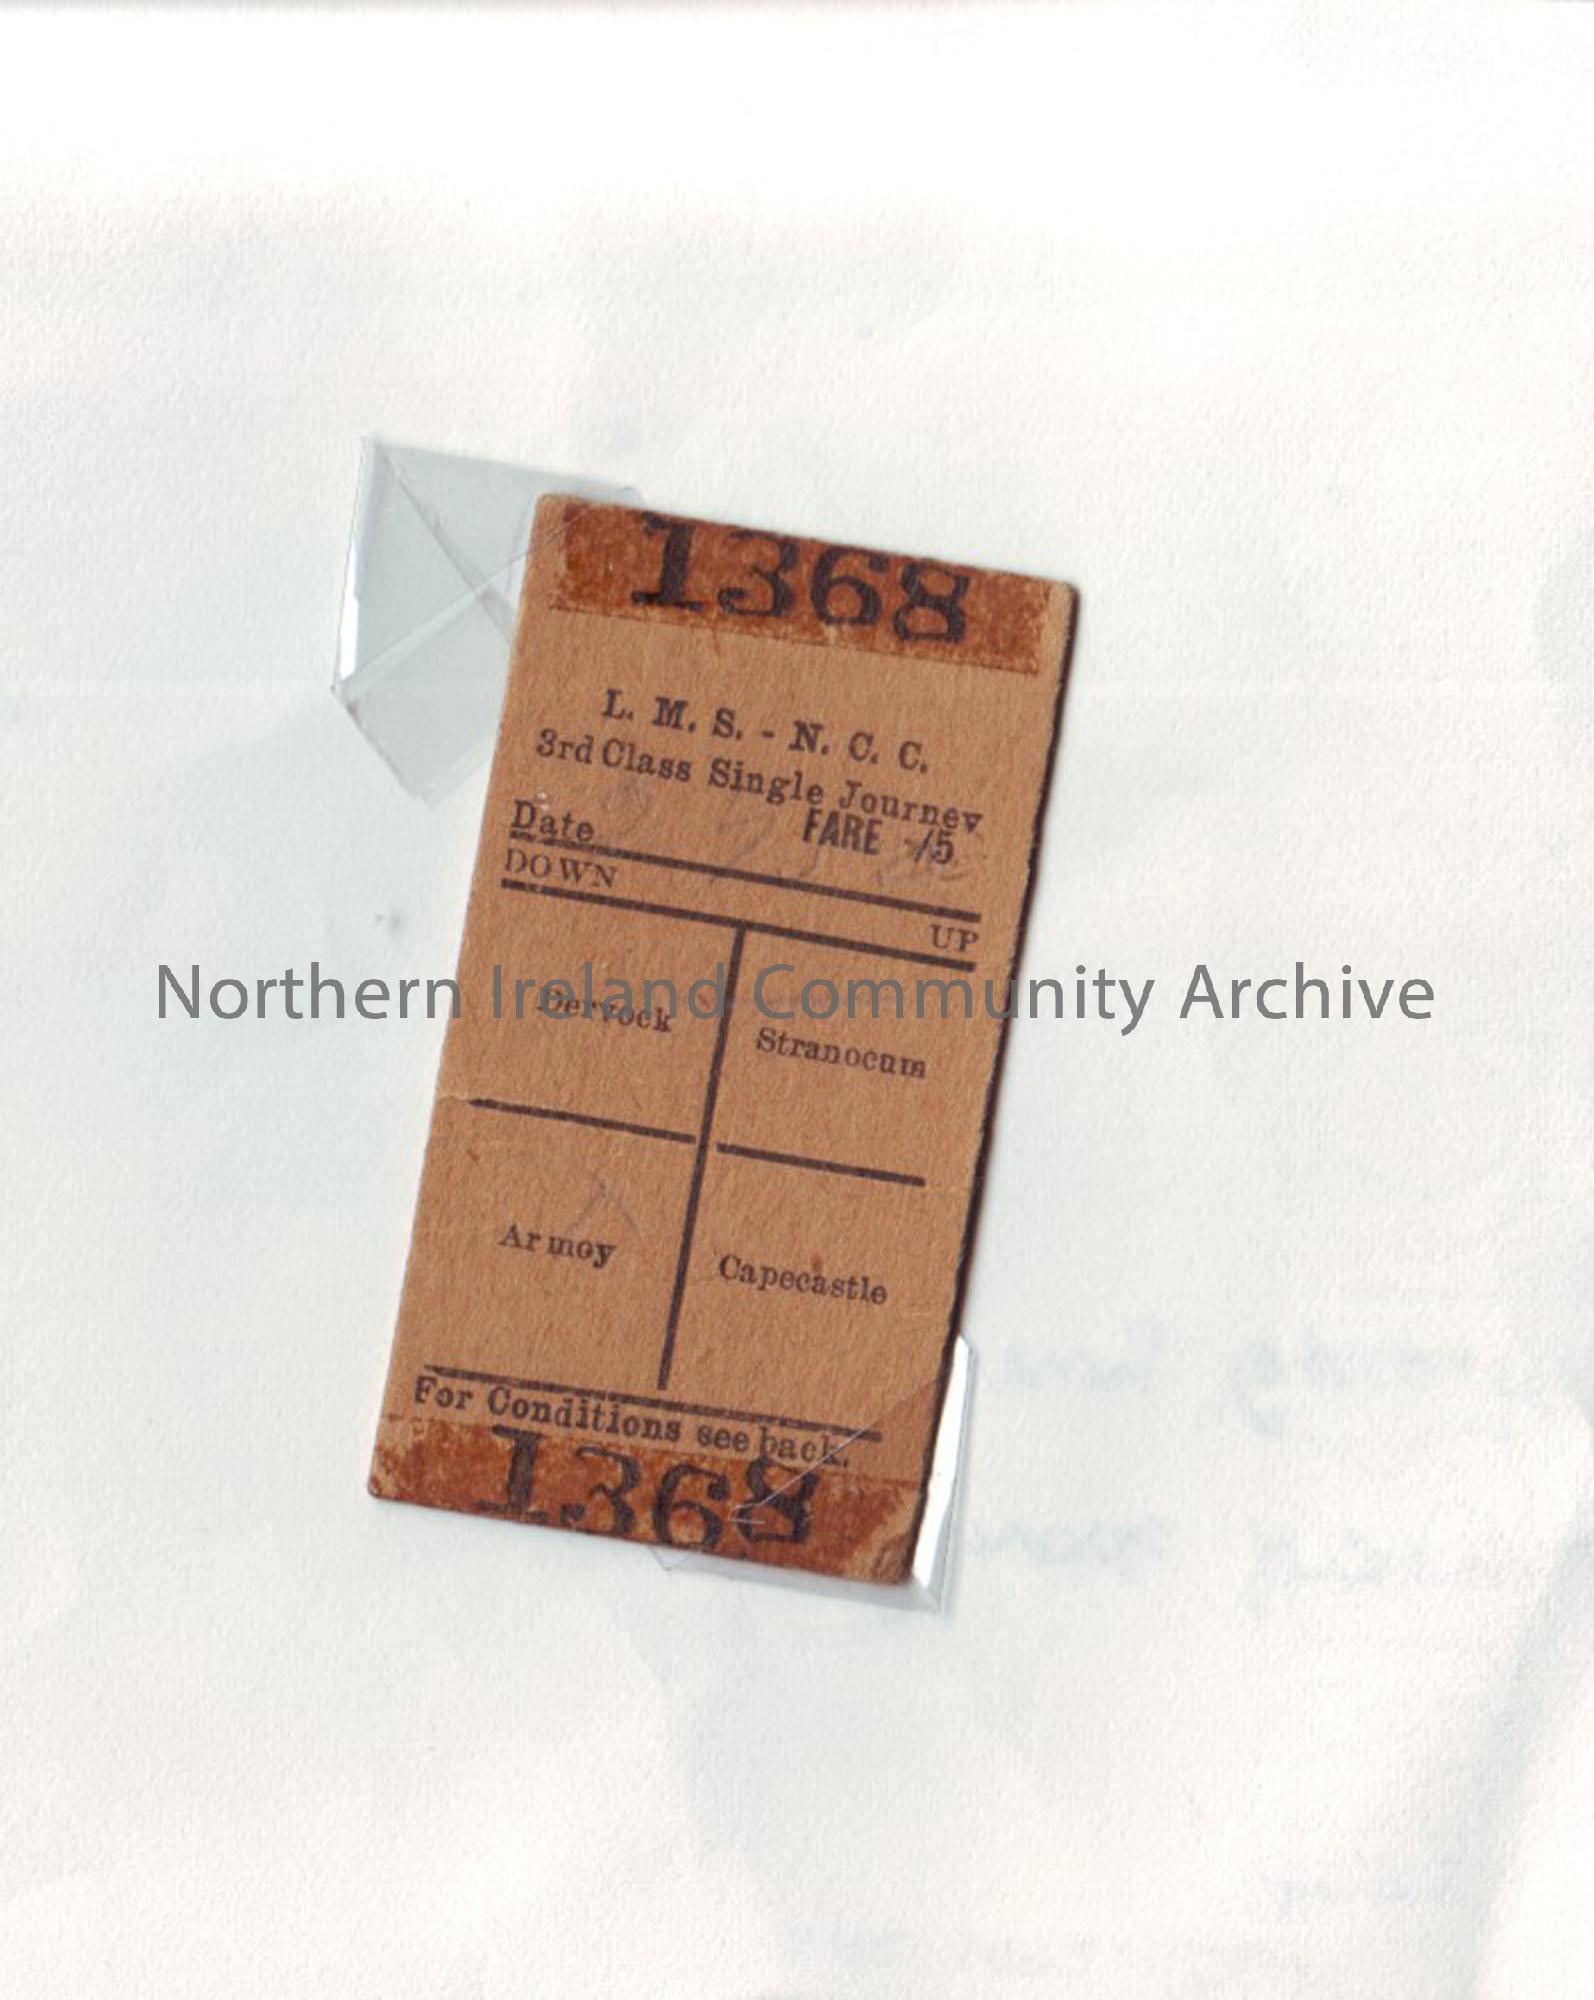 1368
L. M. S. - N. C. C.
3rd Class Single Journey
Date FARE -/5
DOWN
UP
Northern Ireland Community Archive
Dervock
Stranocum
Armoy
Capecastle
For Conditions see back.
1368